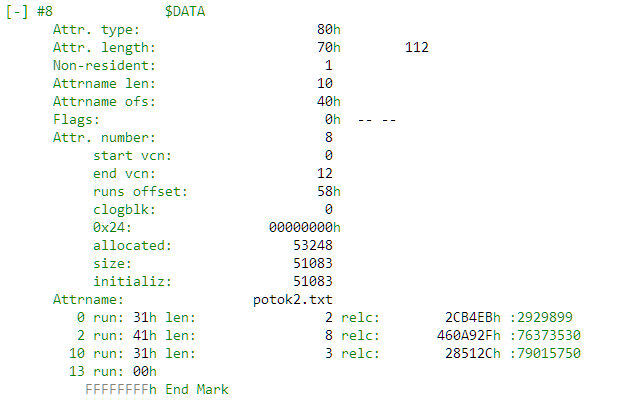 [-] #8 $DATA
Attr. type: 80h
Attr. length: 70h 112
Non-resident: 1
Attrname len: 10
Attrname ofs: 40h
Flags: 0h -- --
Attr. number: 8
start vcn: 0
end vcn: 12
runs offset: 58h
clogblk: 0
0x24: 00000000h
allocated: 53248
size: 51083
initializ: 51083
Attrname: potok2.txt
0 run: 31h len: 2 relc: 2CB4EBh :2929899
2 run: 41h len: 8 relc: 460A92Fh :76373530
10 run: 31h len: 3 relc: 28512Ch :79015750
13 run: 00h
FFFFFFFFh End Mark